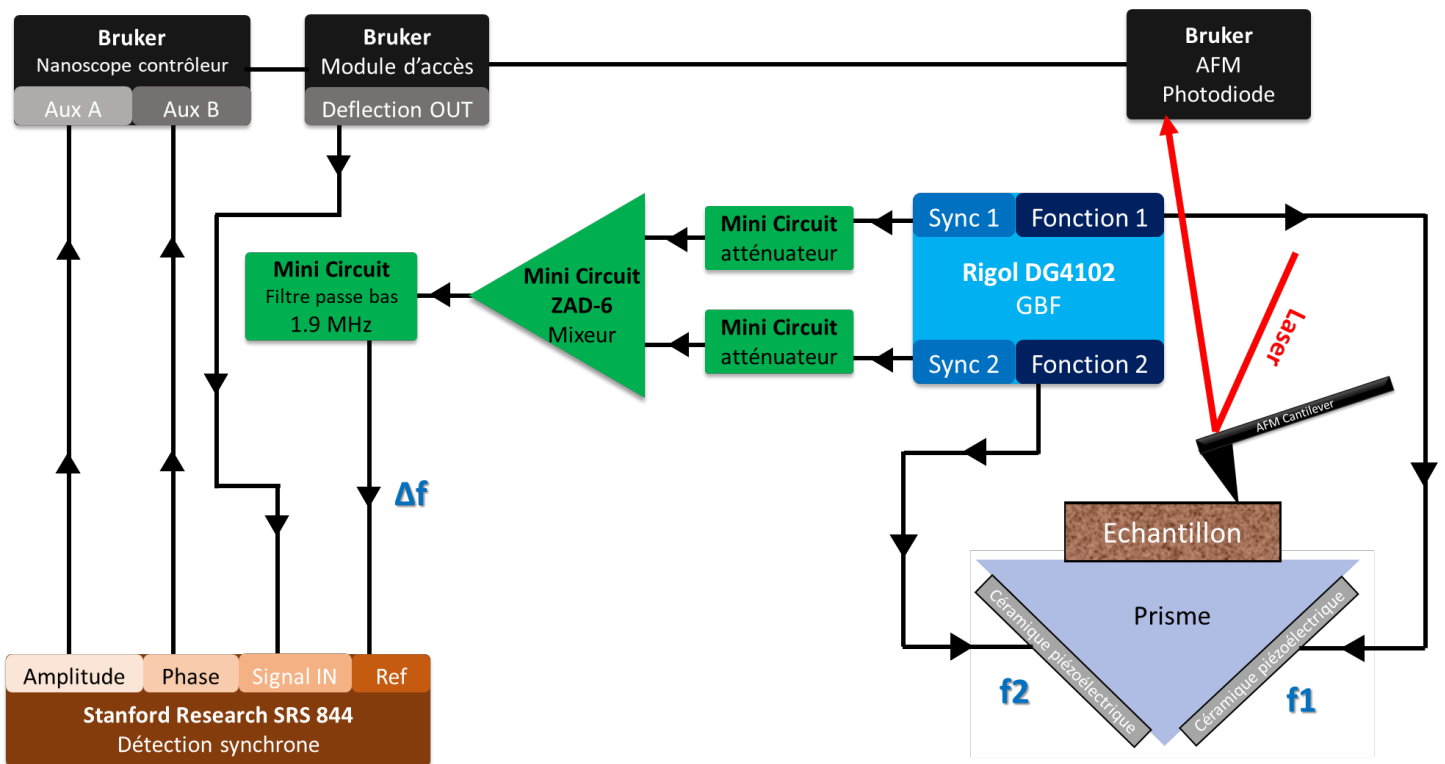 Bruker
Nanoscope contrôleur
Aux A
Aux B
Bruker
Module d’accès
Deflection OUT
Bruker
AFM
Photodiode
Mini Circuit
Filtre passe bas
1.9 MHz
Mini Circuit
ZAD-6
Mixeur
Mini Circuit
atténuateur
Mini Circuit
atténuateur
Sync 1
Fonction 1
Rigol DG4102
GBF
Sync 2
Fonction 2
Laser
AFM Cantilever
Δf
Echantillon
Prisme
Céramique piézoélectrique
Céramique piézoélectrique
f2
f1
Amplitude
Phase
Signal IN
Ref
Stanford Research SRS 844
Détection synchrone